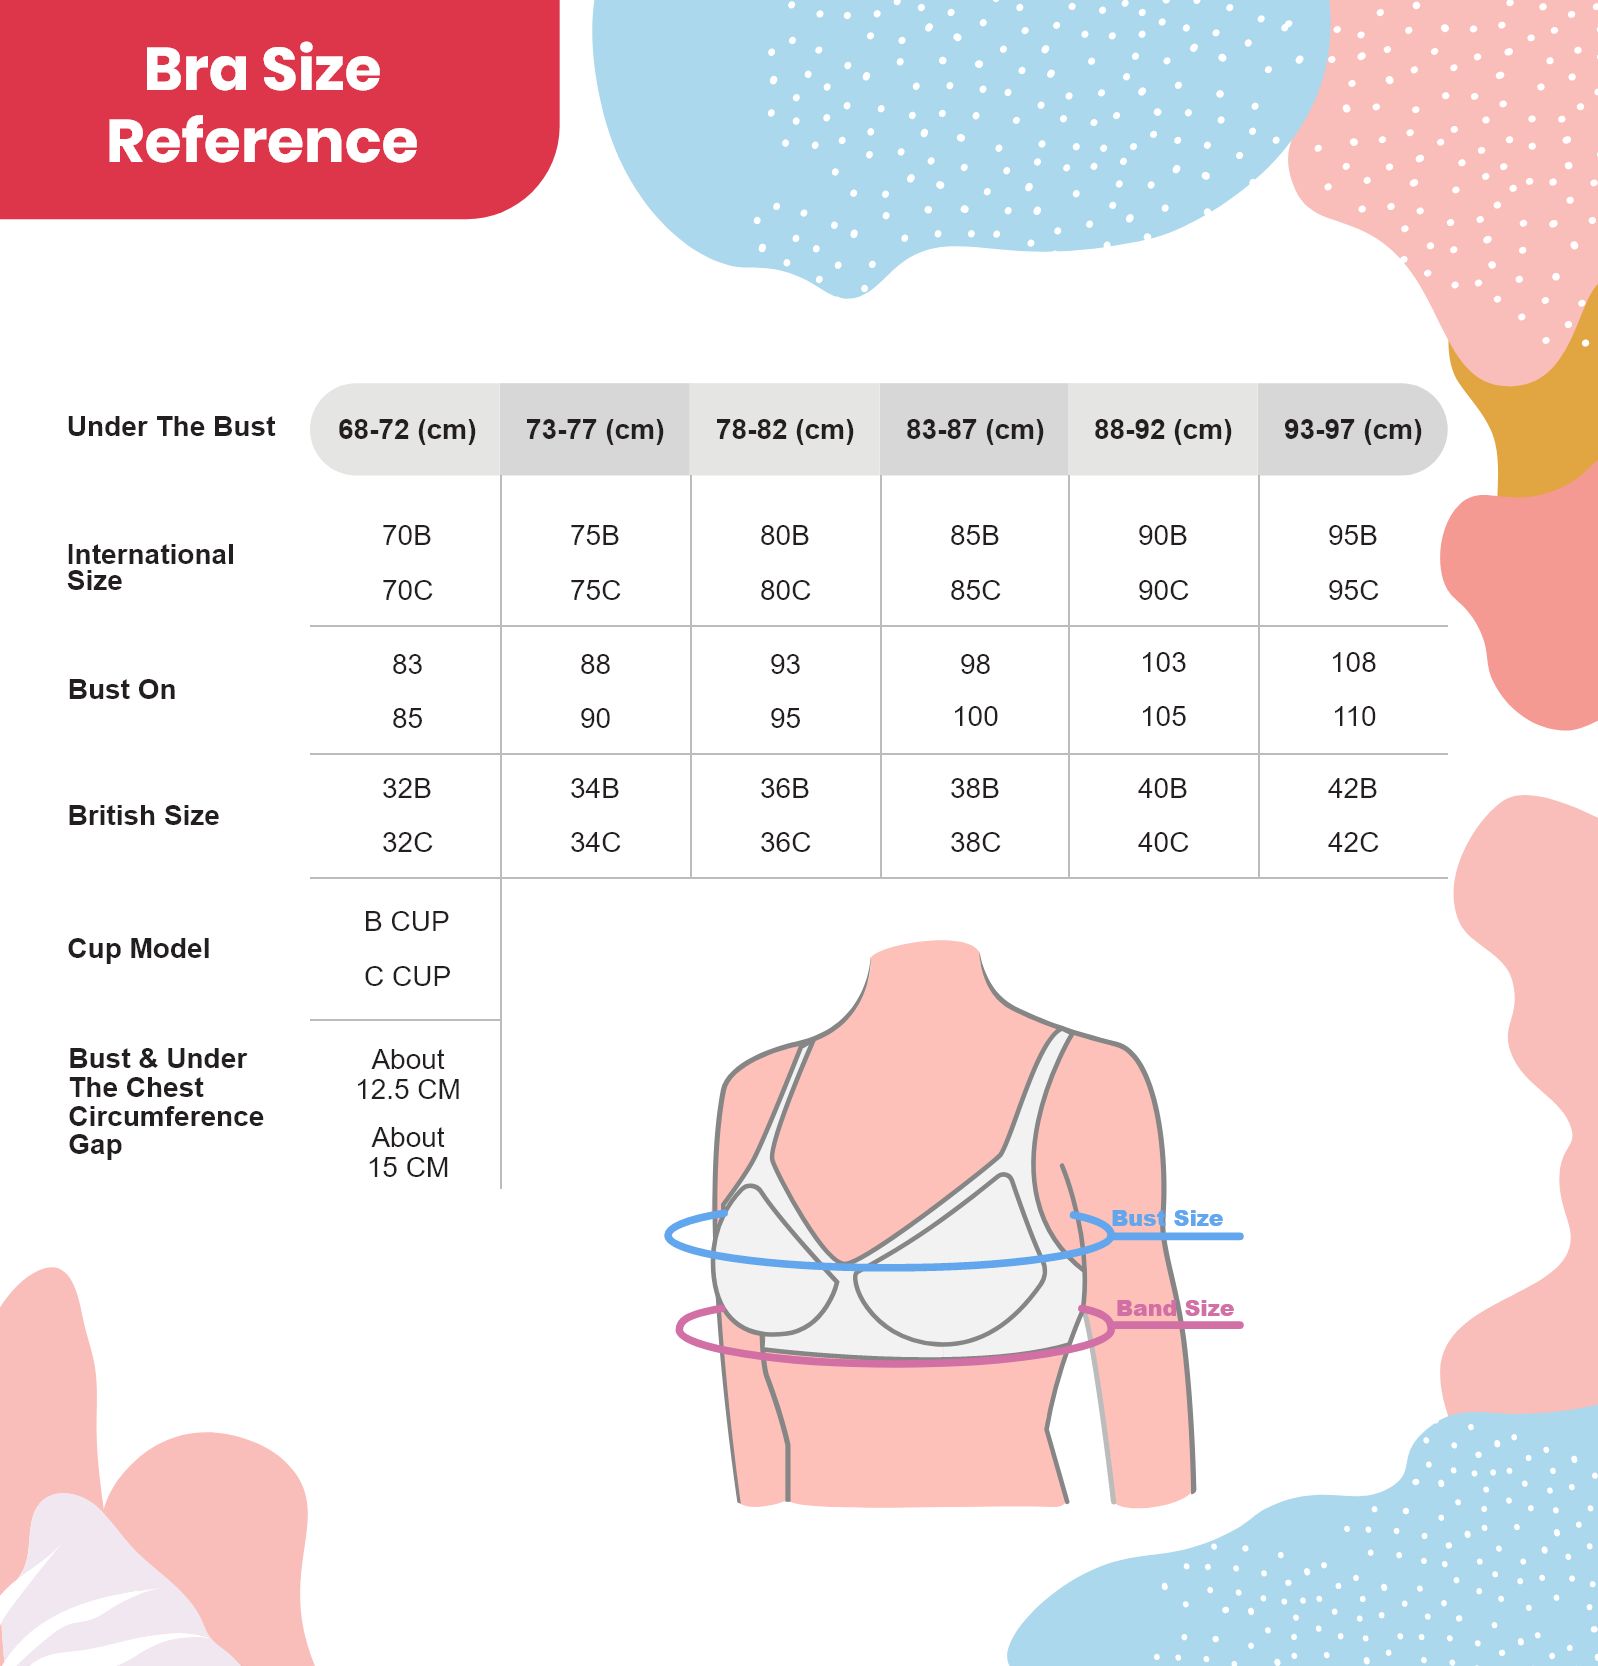 Bra Size
Reference
Under The Bust 68-72 (cm) 73-77 (cm) 78-82 (cm) 83-87 (cm) 88-92 (cm) 93-97 (cm)
International
Size
70B 75B 80B 85B 90B 95B
70C 75C 80C 85C 90C 95C
Bust On
83 88 93 98 103 108
85 90 95 100 105 110
British Size
32B 34B 36B 38B 40B 42B
32C 34C 36C 38C 40C 42C
Cup Model
B CUP
C CUP
Bust & Under
The Chest
Circumference
Gap
About
12.5 CM
About
15 CM
Bust Size
Band Size